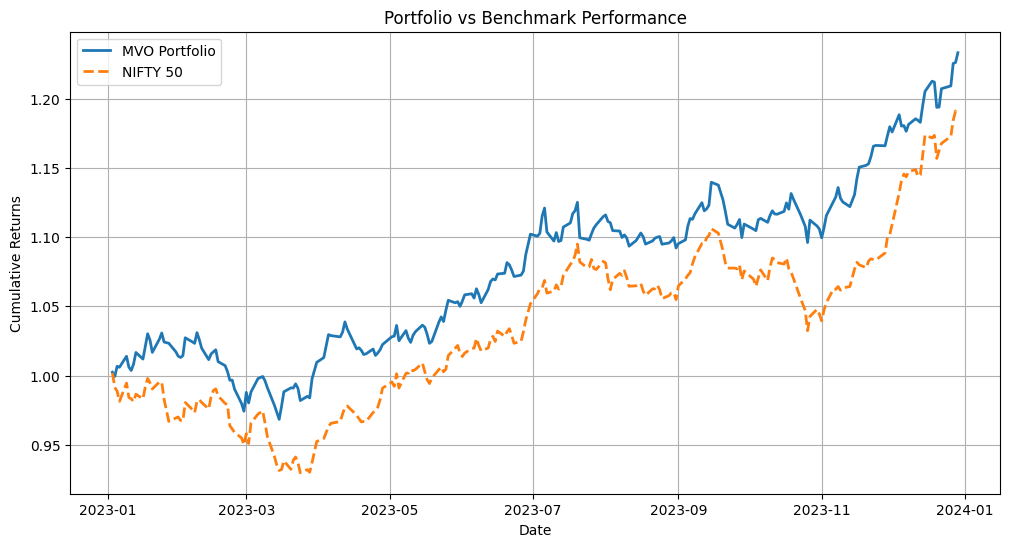 Portfolio vs Benchmark Performance
MVO Portfolio
NIFTY 50
Cumulative Returns
1.20
1.15
1.10
1.05
1.00
0.95
2023-01
2023-03
2023-05
2023-07
2023-09
2023-11
2024-01
Date